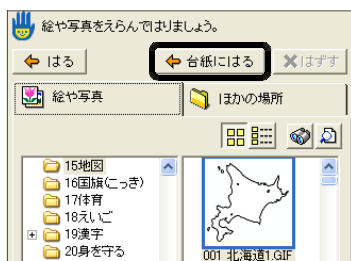 絵や写真をえらんではりましょう。
はる 台紙にはる はずす
絵や写真 ほかの場所
15地図
16国旗(こっき)
17体育
18えいご
19漢字
20身を守る
001 北海道1.GIF